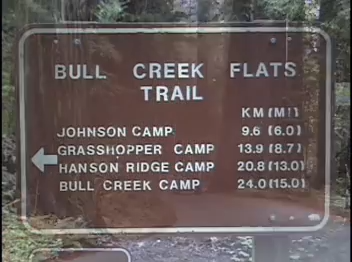 BULL CREEK FLATS
TRAIL
KM (MI)
JOHNSON CAMP 9.6 (6.0)
GRASSHOPPER CAMP 13.9 (8.7)
HANSON RIDGE CAMP 20.8 (13.0)
BULL CREEK CAMP 24.0 (15.0)